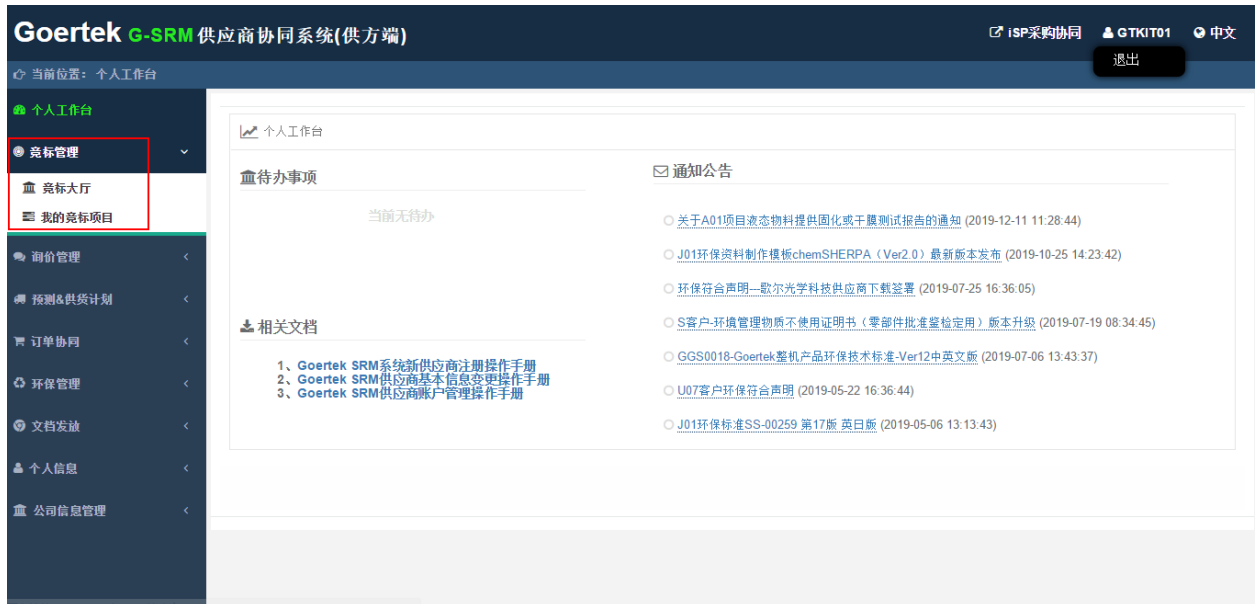 Goertek G-SRM 供应商协同系统(供方端)
iSP采购协同 GTKIT01 中文
退出
当前位置：个人工作台
个人工作台
竞标管理
竞标大厅
我的竞标项目
询价管理
预测&供货计划
订单协同
环保管理
文档发放
个人信息
公司信息管理
个人工作台
待办事项
当前无待办
相关文档
1、Goertek SRM系统新供应商注册操作手册
2、Goertek SRM供应商基本信息变更操作手册
3、Goertek SRM供应商账户管理操作手册
通知公告
关于A01项目液态物料提供固化或干膜测试报告的通知 (2019-12-11 11:28:44)
J01环保资料制作模板chemSHERPA（Ver2.0）最新版本发布 (2019-10-25 14:23:42)
环保符合声明—歌尔光学科技供应商下载签署 (2019-07-25 16:36:05)
S客户-环境管理物质不使用证明书（零部件批准鉴检定用）版本升级 (2019-07-19 08:34:45)
GGS0018-Goertek整机产品环保技术标准-Ver12中英文版 (2019-07-06 13:43:37)
U07客户环保符合声明 (2019-05-22 16:36:44)
J01环保标准SS-00259 第17版 英日版 (2019-05-06 13:13:43)